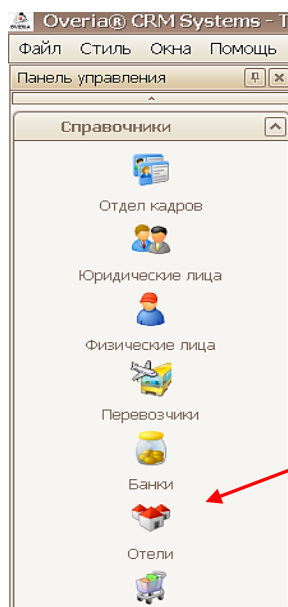 Overia® CRM Systems - T
Файл Стиль Окна Помощь
Панель управления
Справочники
Отдел кадров
Юридические лица
Физические лица
Перевозчики
Банки
Отели